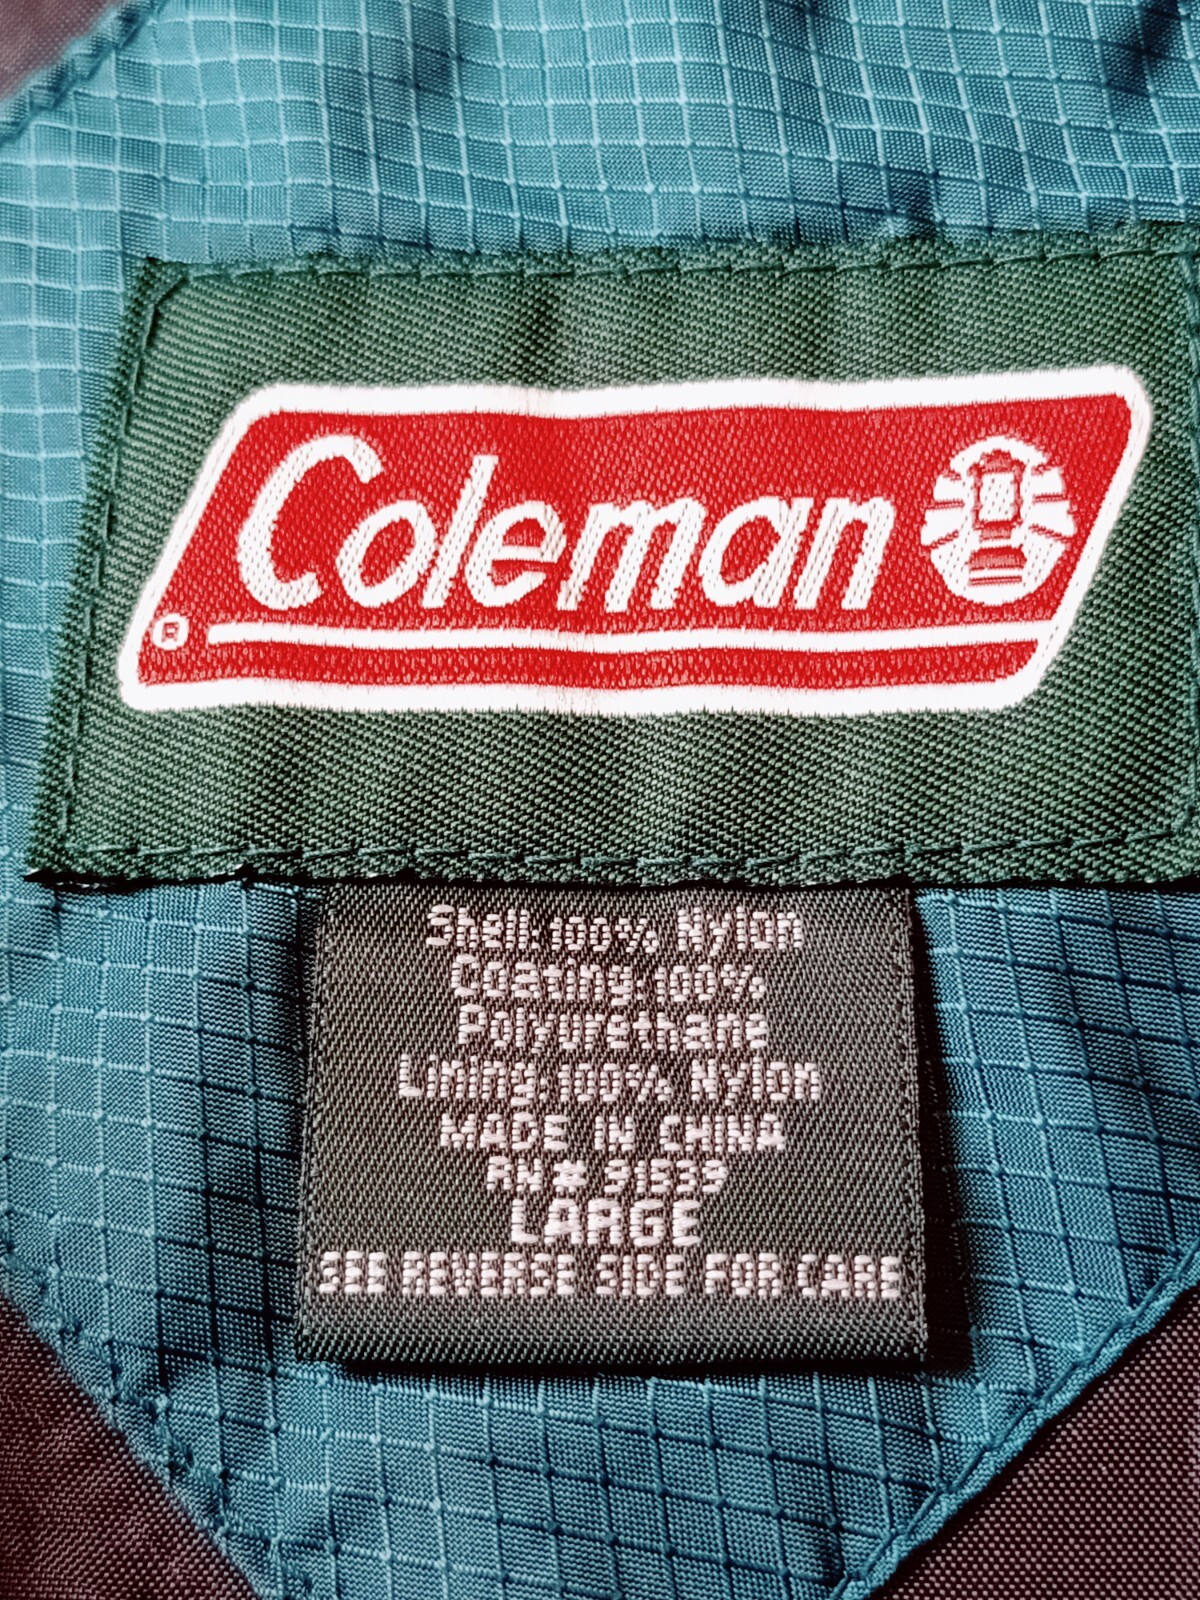 Coleman
®
Shell: 100% Nylon
Coating: 100%
Polyurethane
Lining: 100% Nylon
MADE IN CHINA
RN# 91539
LARGE
SEE REVERSE SIDE FOR CARE